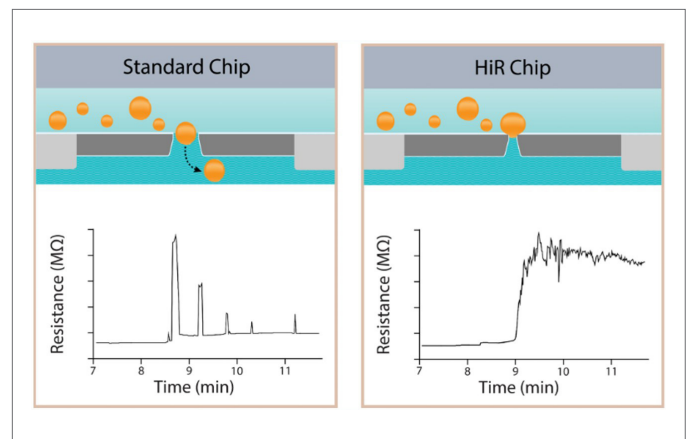 Standard Chip
Resistance (MΩ)
7 8 9 10 11
Time (min)
HiR Chip
Resistance (MΩ)
7 8 9 10 11
Time (min)